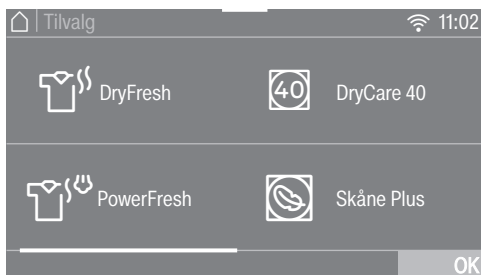 Tilvalg 11:02
DryFresh
40 DryCare 40
PowerFresh
Skåne Plus
OK